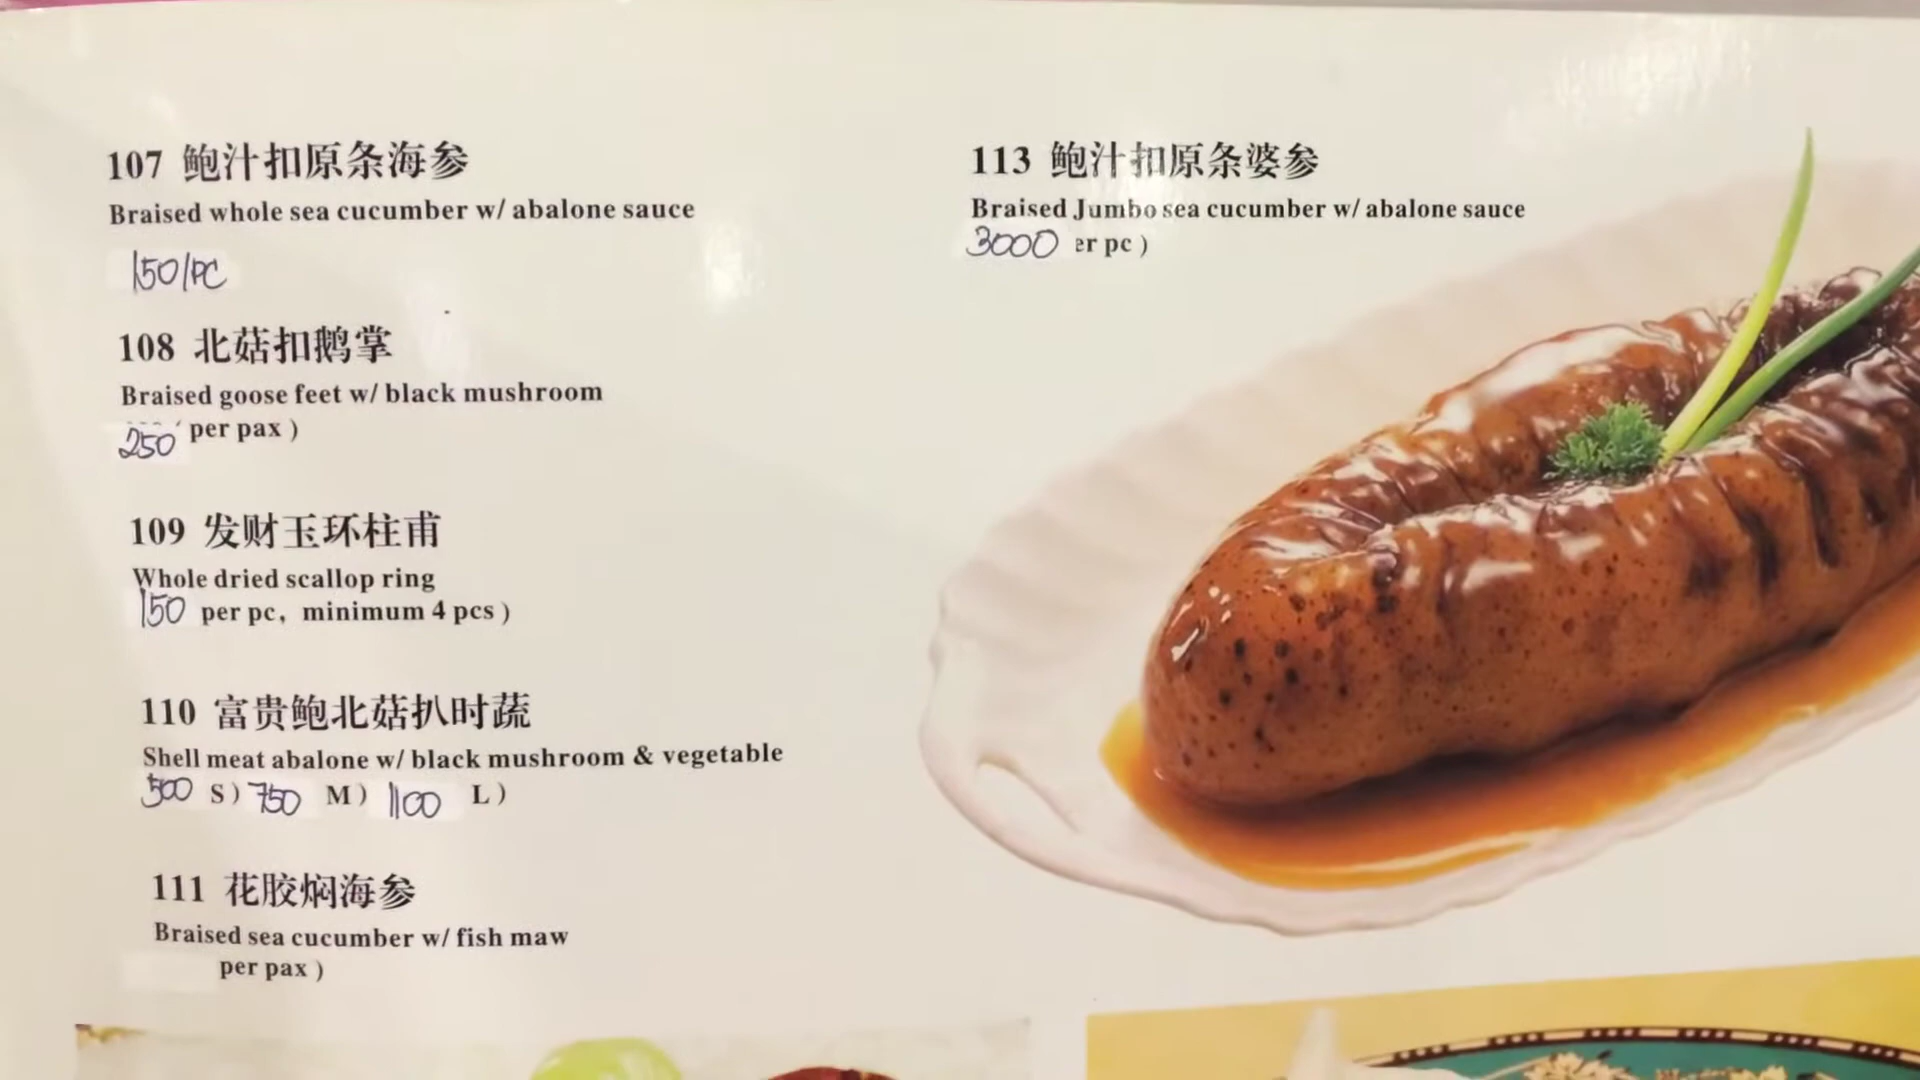 107 鲍汁扣原条海参
Braised whole sea cucumber w/ abalone sauce
150/PC
108 北菇扣鹅掌
Braised goose feet w/ black mushroom
250 per pax )
109 发财玉环柱甫
Whole dried scallop ring
150 per pc, minimum 4 pcs )
110 富贵鲍北菇扒时蔬
Shell meat abalone w/ black mushroom & vegetable
500 S ) 750 M ) 1100 L )
111 花胶焖海参
Braised sea cucumber w/ fish maw
per pax )
113 鲍汁扣原条婆参
Braised Jumbo sea cucumber w/ abalone sauce
3000 er pc )